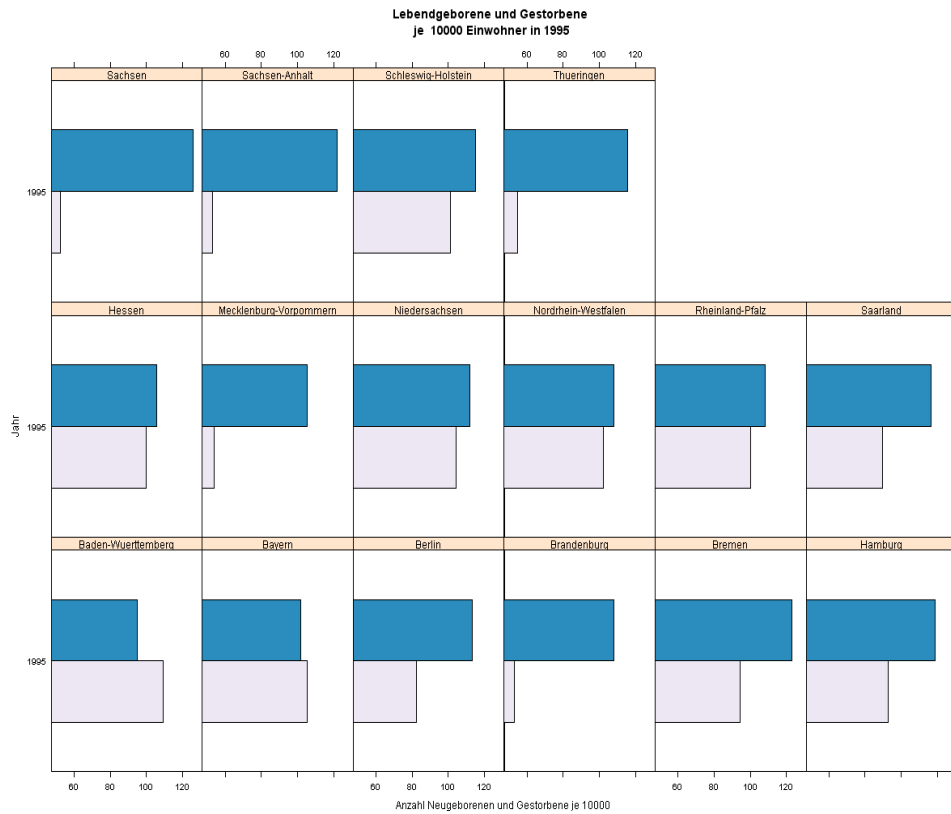 Lebendgeborene und Gestorbene
je 10000 Einwohner in 1995
60 80 100 120 60 80 100 120
Sachsen Sachsen-Anhalt Schleswig-Holstein Thueringen
1995
Hessen Mecklenburg-Vorpommern Niedersachsen Nordrhein-Westfalen Rheinland-Pfalz Saarland
Jahr
1995
Baden-Wuerttemberg Bayern Berlin Brandenburg Bremen Hamburg
1995
60 80 100 120 60 80 100 120 60 80 100 120
Anzahl Neugeborenen und Gestorbene je 10000